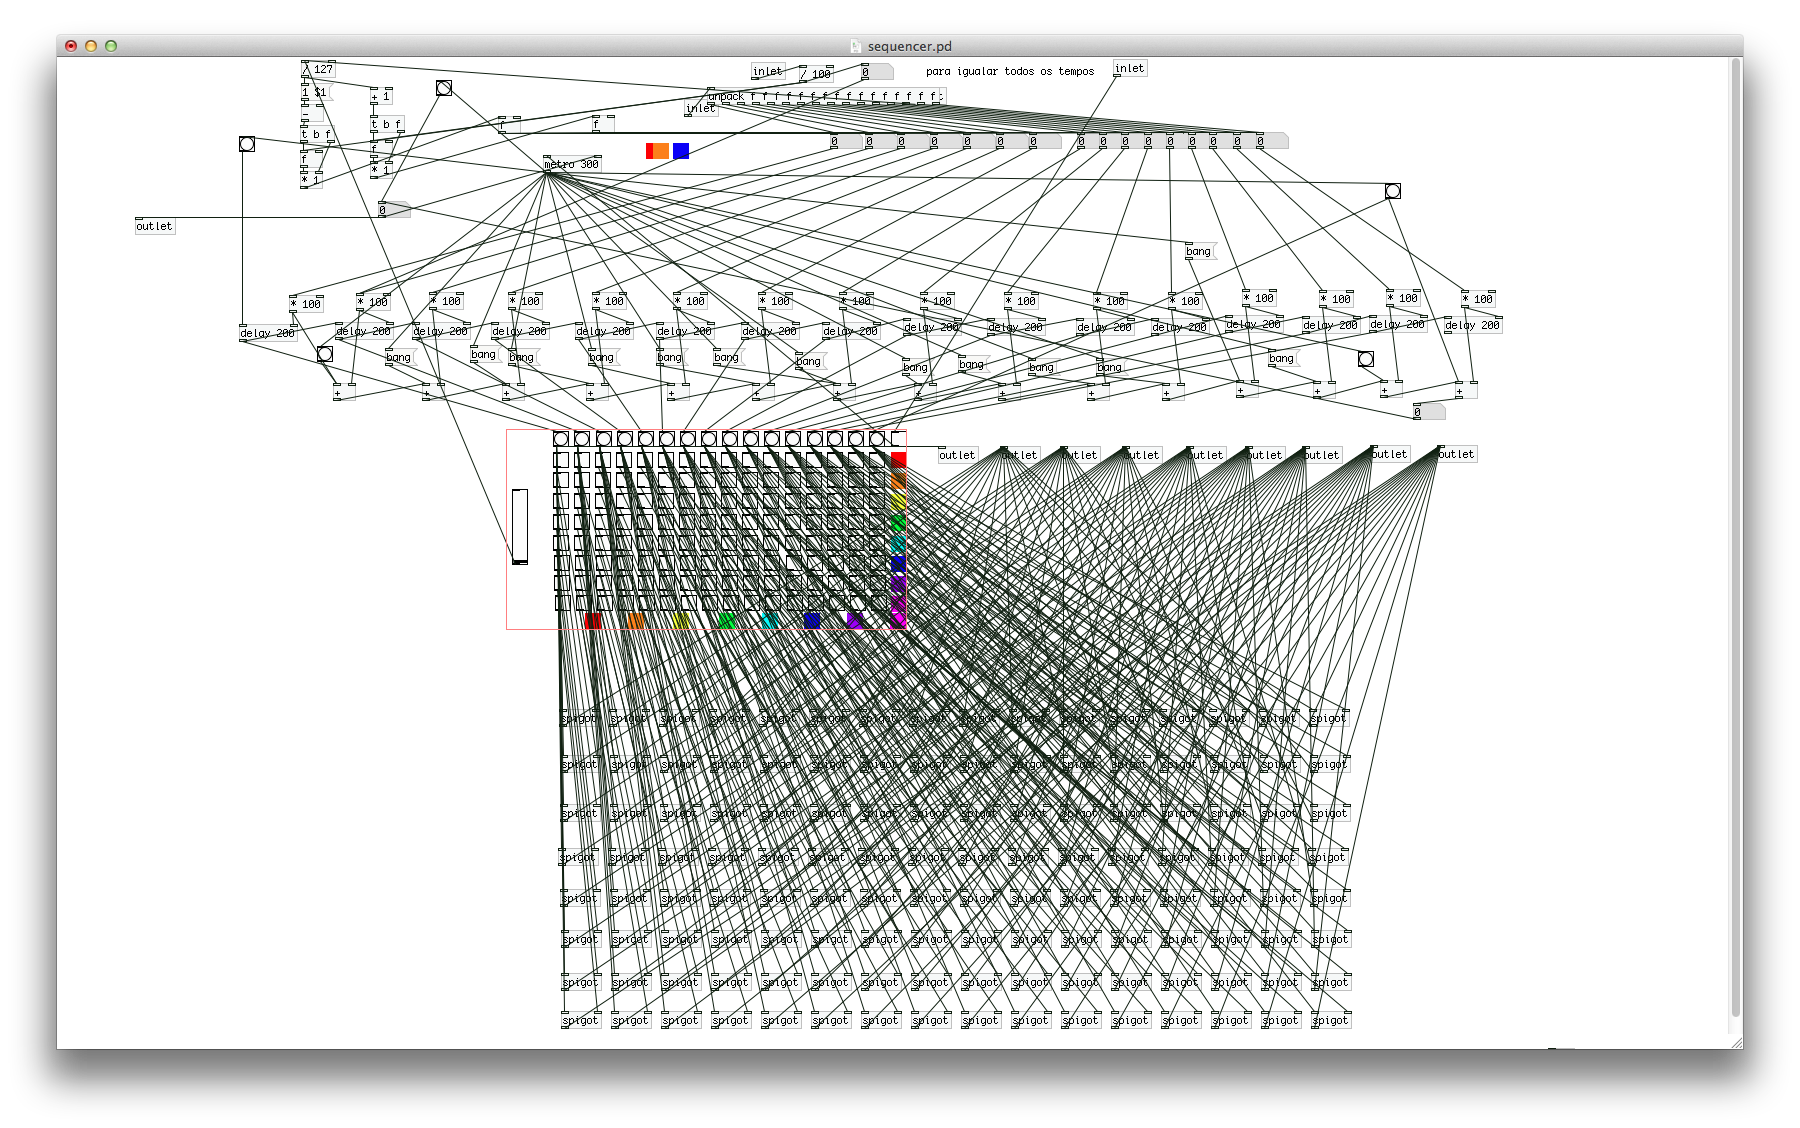 sequencer.pd
/ 127
inlet
/ 100
0
para igualar todos os tempos
inlet
1 $1
+ 1
unpack f f f f f f f f f f f f f f f f
inlet
-
t b f
t b f
f
f
0 0 0 0 0 0 0 0 0 0 0 0 0 0 0 0
f
f
metro 300
* 1
* 1
0
outlet
bang
* 100 * 100 * 100 * 100 * 100 * 100 * 100 * 100 * 100 * 100 * 100 * 100 * 100 * 100 * 100 * 100
delay 200 delay 200 delay 200 delay 200 delay 200 delay 200 delay 200 delay 200 delay 200 delay 200 delay 200 delay 200 delay 200 delay 200 delay 200 delay 200
bang bang bang bang bang bang bang bang bang bang bang bang
+ + + + + + + + + + + + + + + +
0
outlet outlet outlet outlet outlet outlet outlet outlet outlet
spigot spigot spigot spigot spigot spigot spigot spigot spigot spigot spigot spigot spigot spigot spigot spigot
spigot spigot spigot spigot spigot spigot spigot spigot spigot spigot spigot spigot spigot spigot spigot spigot
spigot spigot spigot spigot spigot spigot spigot spigot spigot spigot spigot spigot spigot spigot spigot spigot
spigot spigot spigot spigot spigot spigot spigot spigot spigot spigot spigot spigot spigot spigot spigot spigot
spigot spigot spigot spigot spigot spigot spigot spigot spigot spigot spigot spigot spigot spigot spigot spigot
spigot spigot spigot spigot spigot spigot spigot spigot spigot spigot spigot spigot spigot spigot spigot spigot
spigot spigot spigot spigot spigot spigot spigot spigot spigot spigot spigot spigot spigot spigot spigot spigot
spigot spigot spigot spigot spigot spigot spigot spigot spigot spigot spigot spigot spigot spigot spigot spigot